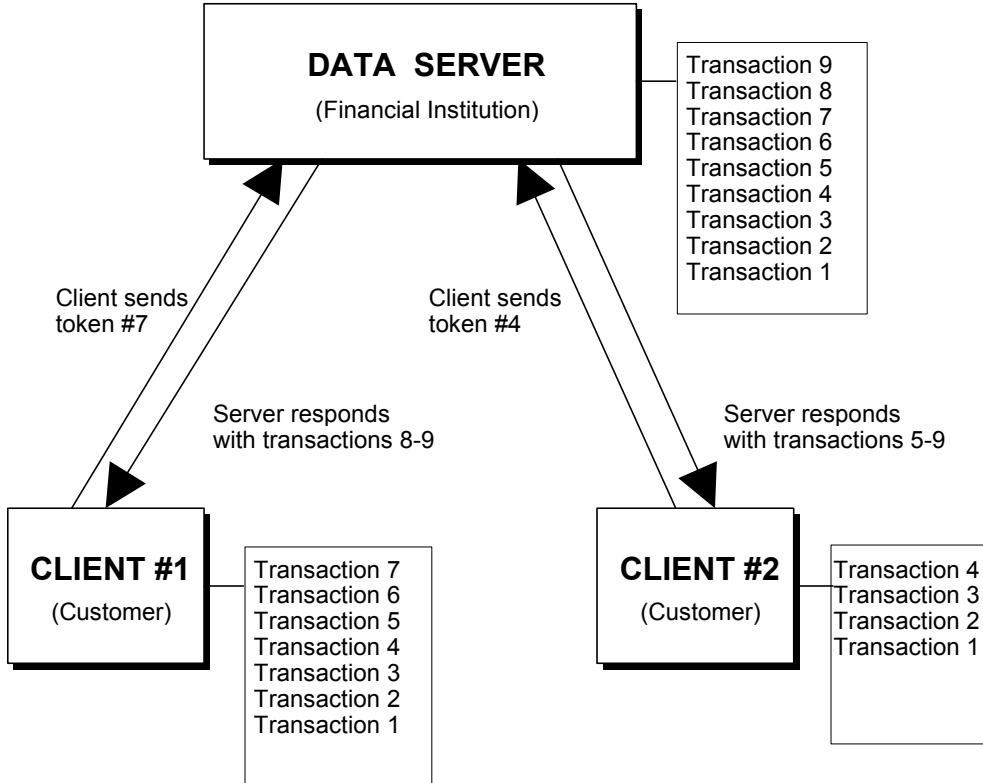 DATA SERVER
(Financial Institution)
Transaction 9
Transaction 8
Transaction 7
Transaction 6
Transaction 5
Transaction 4
Transaction 3
Transaction 2
Transaction 1
Client sends
token #7
Client sends
token #4
Server responds
with transactions 8-9
Server responds
with transactions 5-9
CLIENT #1
(Customer)
Transaction 7
Transaction 6
Transaction 5
Transaction 4
Transaction 3
Transaction 2
Transaction 1
CLIENT #2
(Customer)
Transaction 4
Transaction 3
Transaction 2
Transaction 1